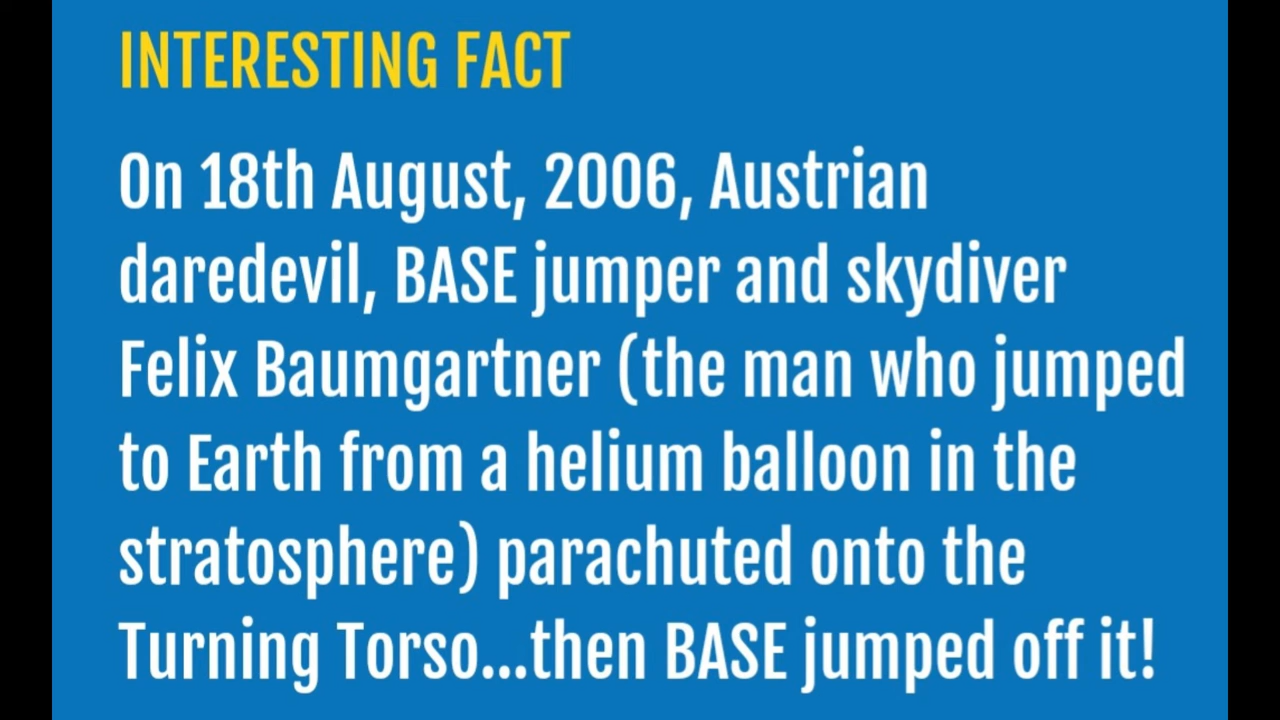 INTERESTING FACT
On 18th August, 2006, Austrian
daredevil, BASE jumper and skydiver
Felix Baumgartner (the man who jumped
to Earth from a helium balloon in the
stratosphere) parachuted onto the
Turning Torso...then BASE jumped off it!